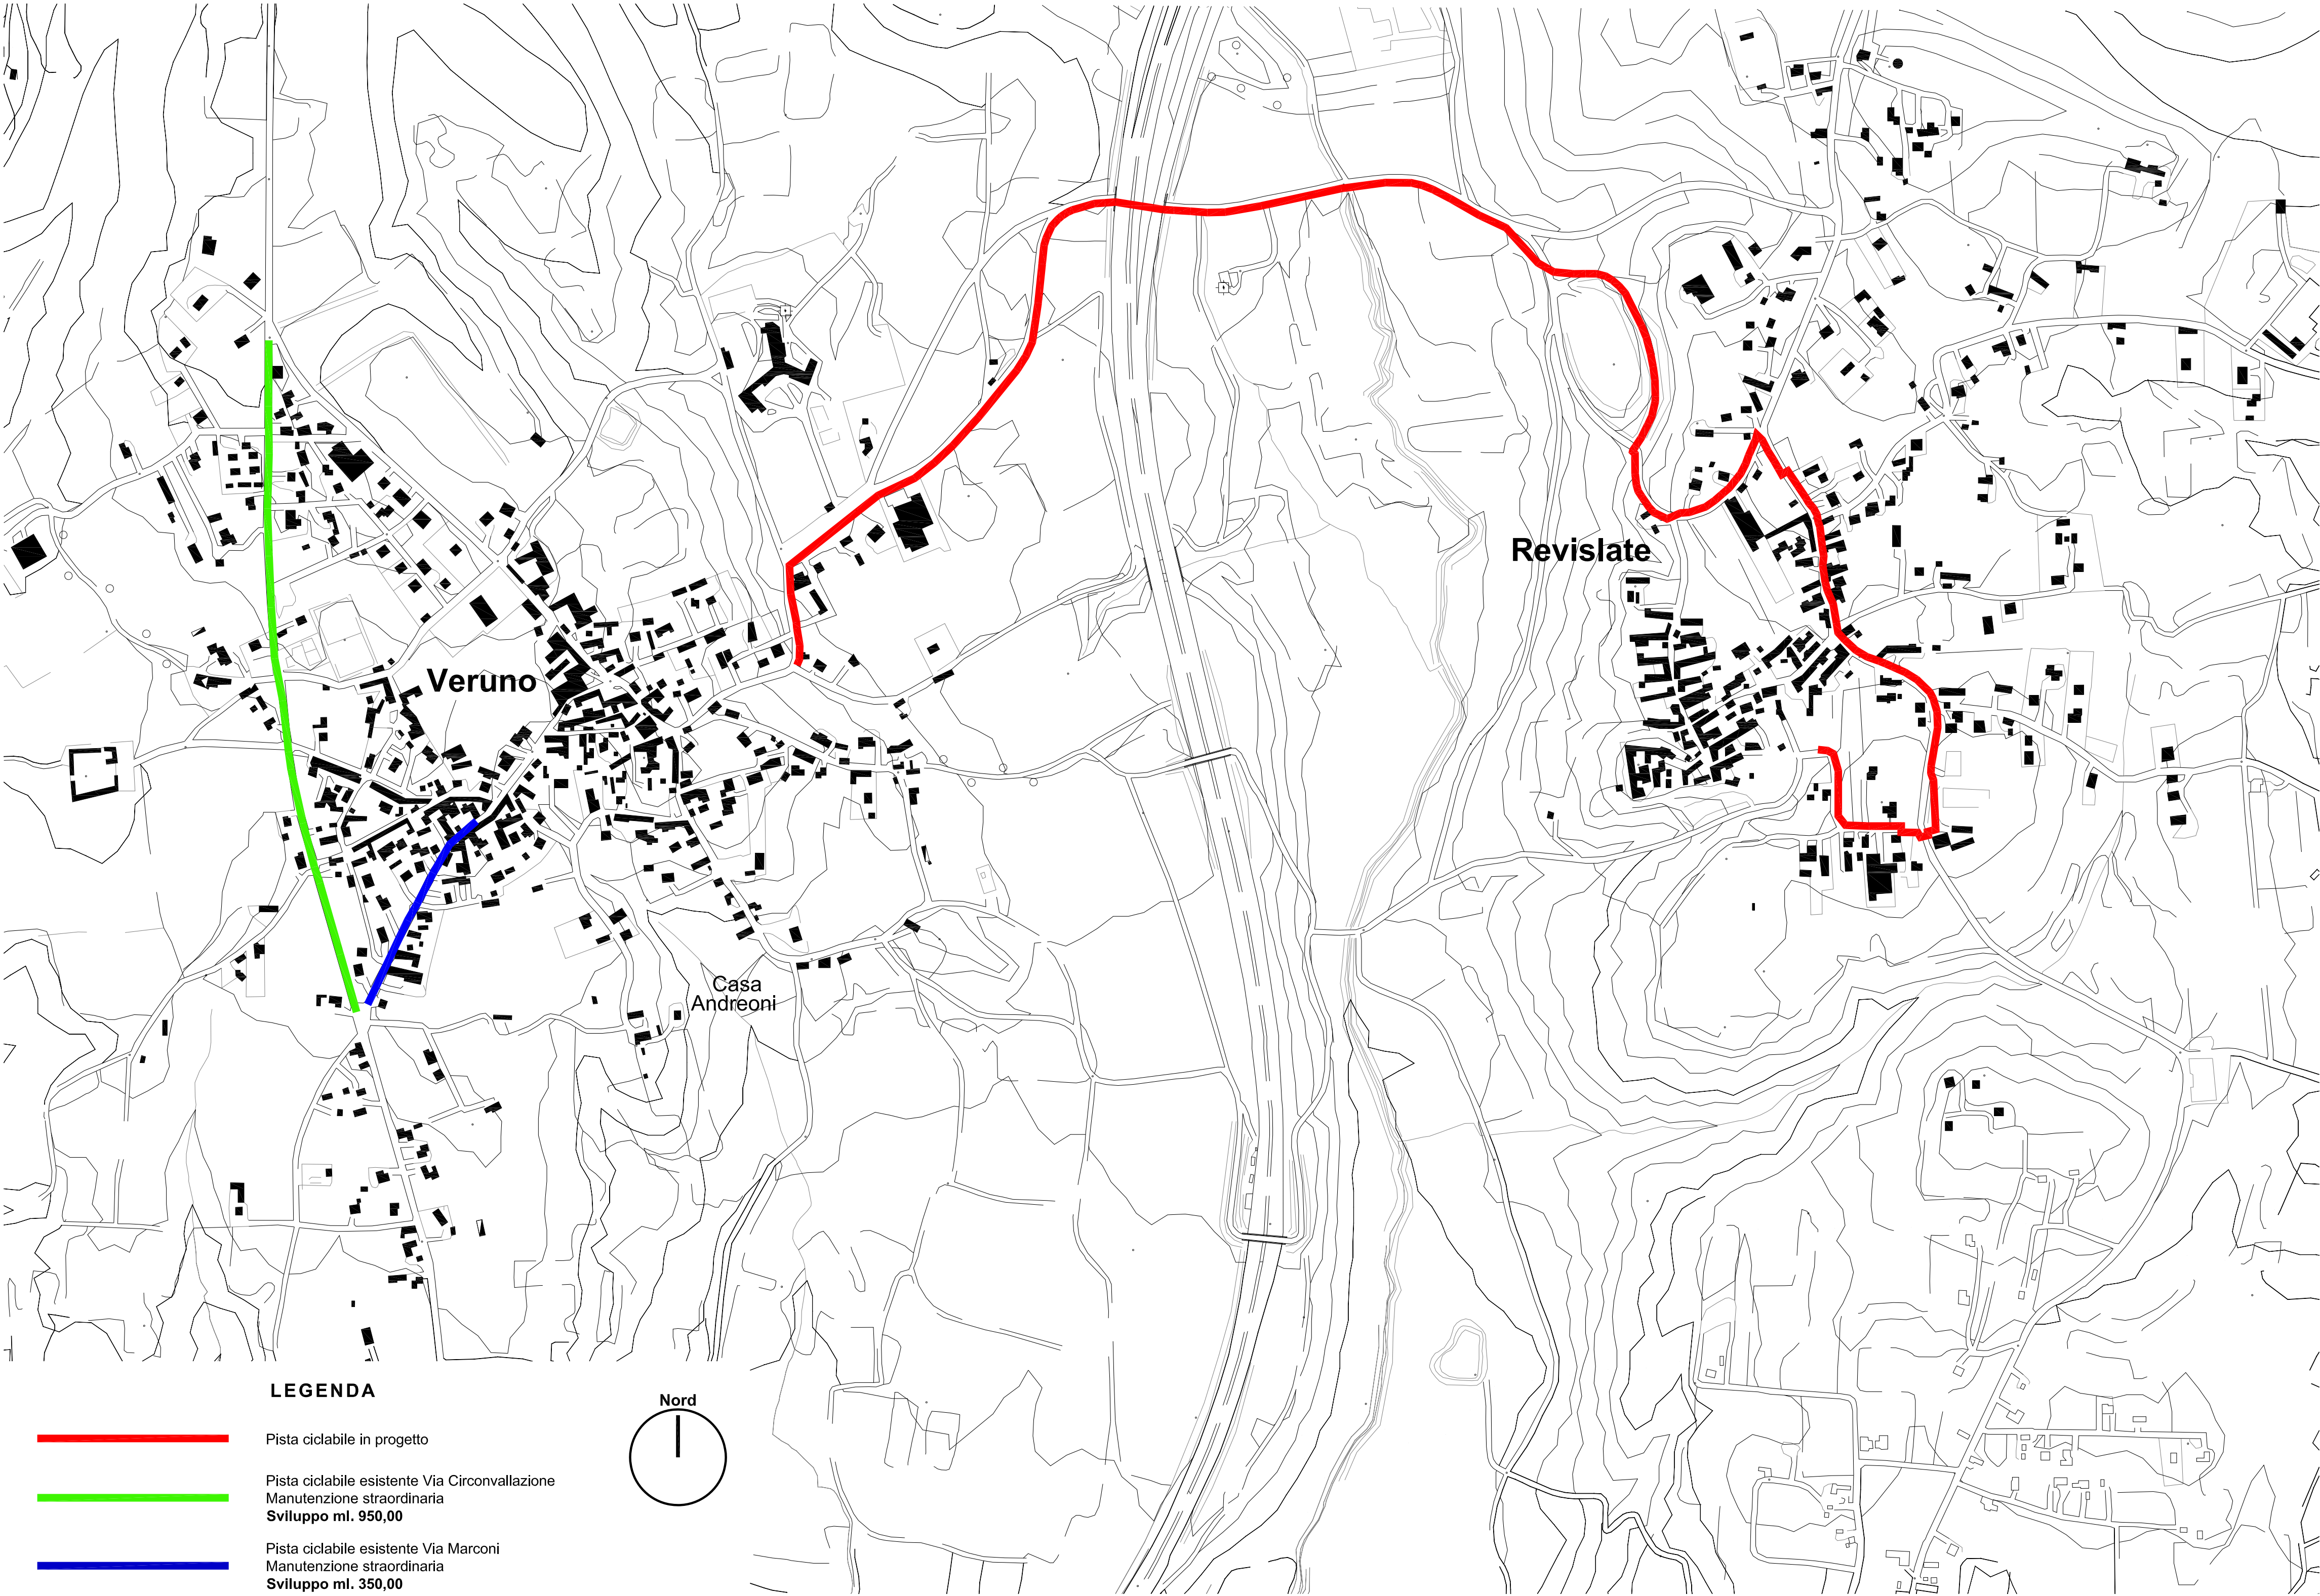 Revislate
Veruno
Casa
Andreoni
LEGENDA
Nord
Pista ciclabile in progetto
Pista ciclabile esistente Via Circonvallazione
Manutenzione straordinaria
Sviluppo ml. 950,00
Pista ciclabile esistente Via Marconi
Manutenzione straordinaria
Sviluppo ml. 350,00